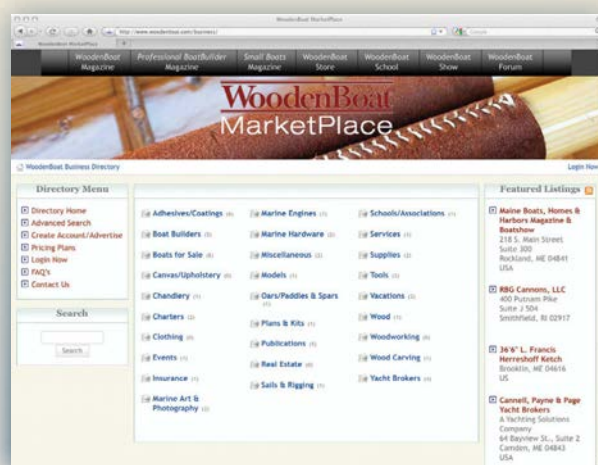 WoodenBoat MarketPlace
http://www.woodenboat.com/business/
Google
WoodenBoat MarketPlace
WoodenBoat
Magazine
Professional BoatBuilder
Magazine
Small Boats
Magazine
WoodenBoat
Store
WoodenBoat
School
WoodenBoat
Show
WoodenBoat
Forum
WoodenBoat
MarketPlace
WoodenBoat Business Directory
Login Now
Directory Menu
Directory Home
Advanced Search
Create Account/Advertise
Pricing Plans
Login Now
FAQ's
Contact Us
Search
Search
Adhesives/Coatings
Boat Builders
Boats for Sale
Canvas/Upholstery
Chandlery
Charters
Clothing
Events
Insurance
Marine Art &
Photography
Marine Engines
Marine Hardware
Miscellaneous
Models
Oars/Paddles & Spars
Plans & Kits
Publications
Real Estate
Sails & Rigging
Schools/Associations
Services
Supplies
Tools
Vacations
Wood
Woodworking
Wood Carving
Yacht Brokers
Featured Listings
Maine Boats, Homes &
Harbors Magazine &
Boatshow
218 S. Main Street
Suite 300
Rockland, ME 04841
USA
RBG Cannons, LLC
400 Putnam Pike
Suite J 504
Smithfield, RI 02917
36'6" L. Francis
Herreshoff Ketch
Brooklin, ME 04616
US
Cannell, Payne & Page
Yacht Brokers
A Yachting Solutions
Company
64 Bayview St., Suite 2
Camden, ME 04843
USA